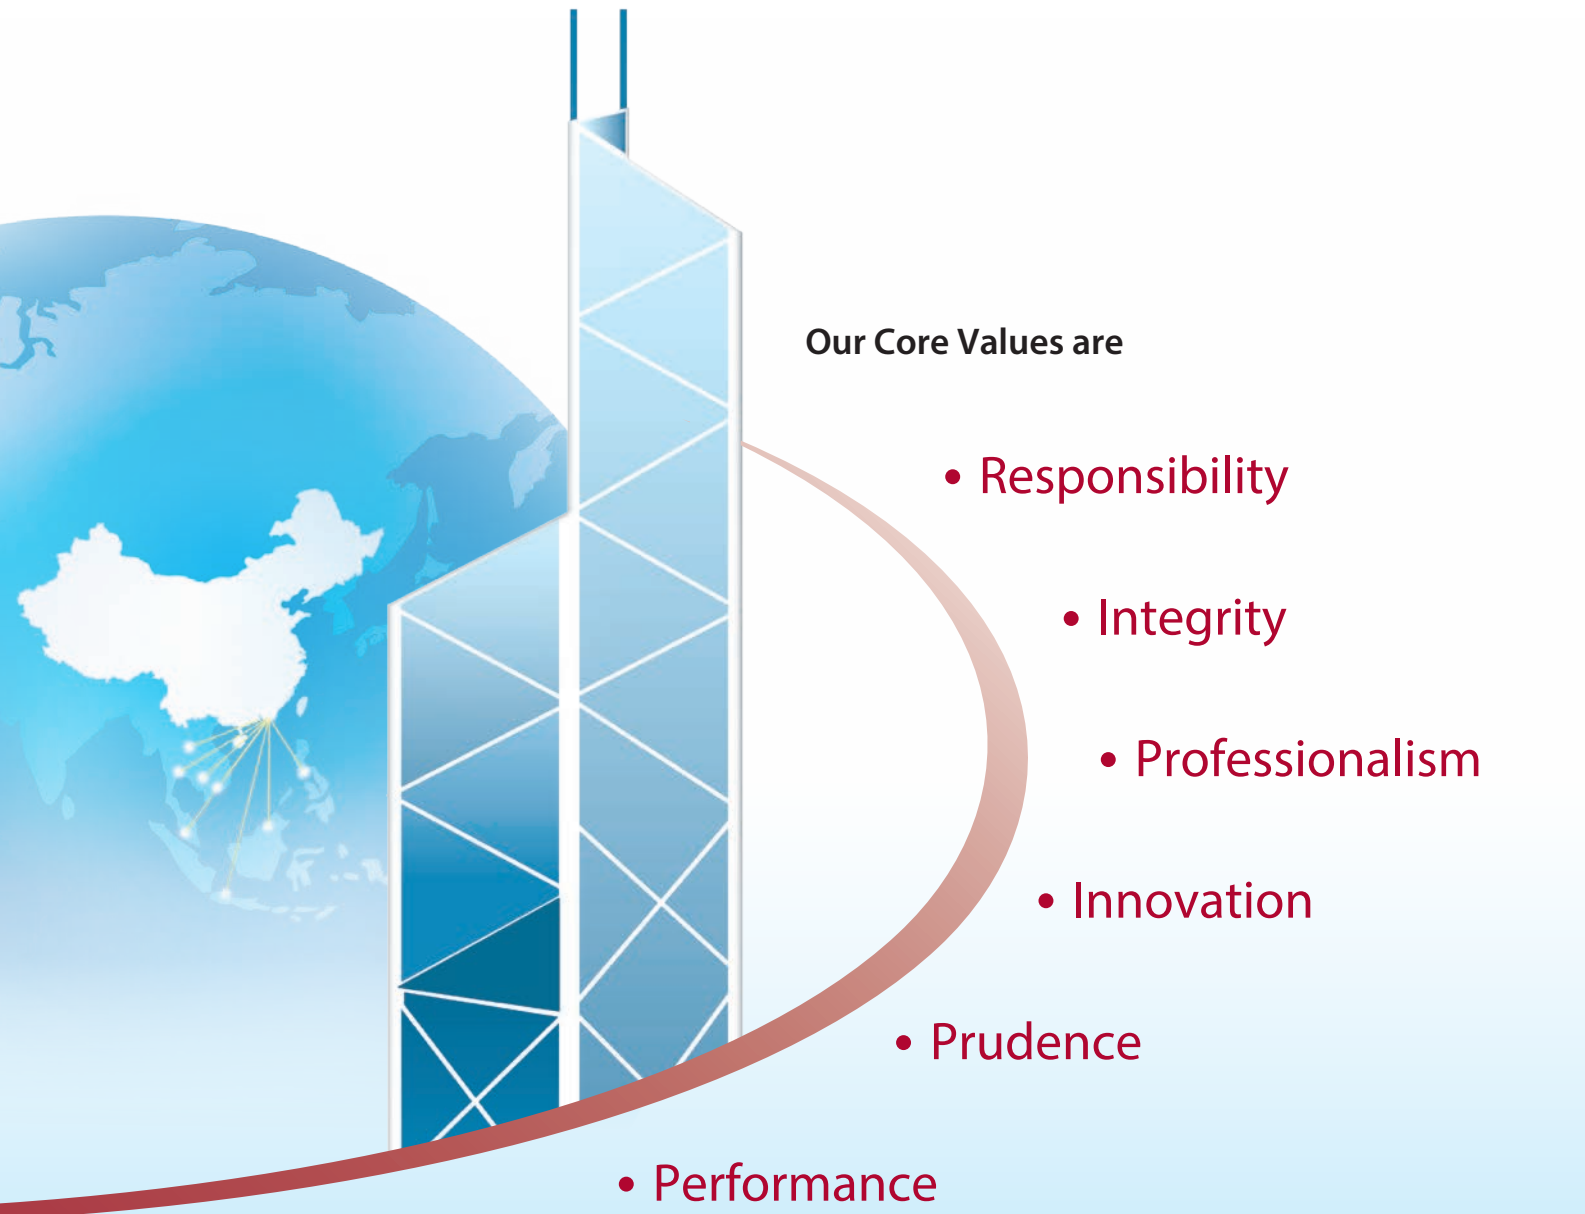 Our Core Values are
• Responsibility
• Integrity
• Professionalism
• Innovation
• Prudence
• Performance